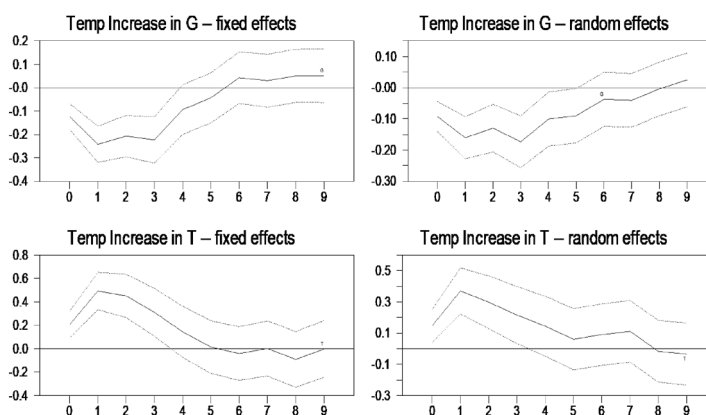 Temp Increase in G – fixed effects
0.2
0.1
-0.0
-0.1
-0.2
-0.3
-0.4
0 1 2 3 4 5 6 7 8 9
G
Temp Increase in G – random effects
0.10
-0.00
-0.10
-0.20
-0.30
0 1 2 3 4 5 6 7 8 9
G
Temp Increase in T – fixed effects
0.8
0.6
0.4
0.2
0.0
-0.2
-0.4
0 1 2 3 4 5 6 7 8 9
T
Temp Increase in T – random effects
0.5
0.3
0.1
-0.1
-0.3
0 1 2 3 4 5 6 7 8 9
T